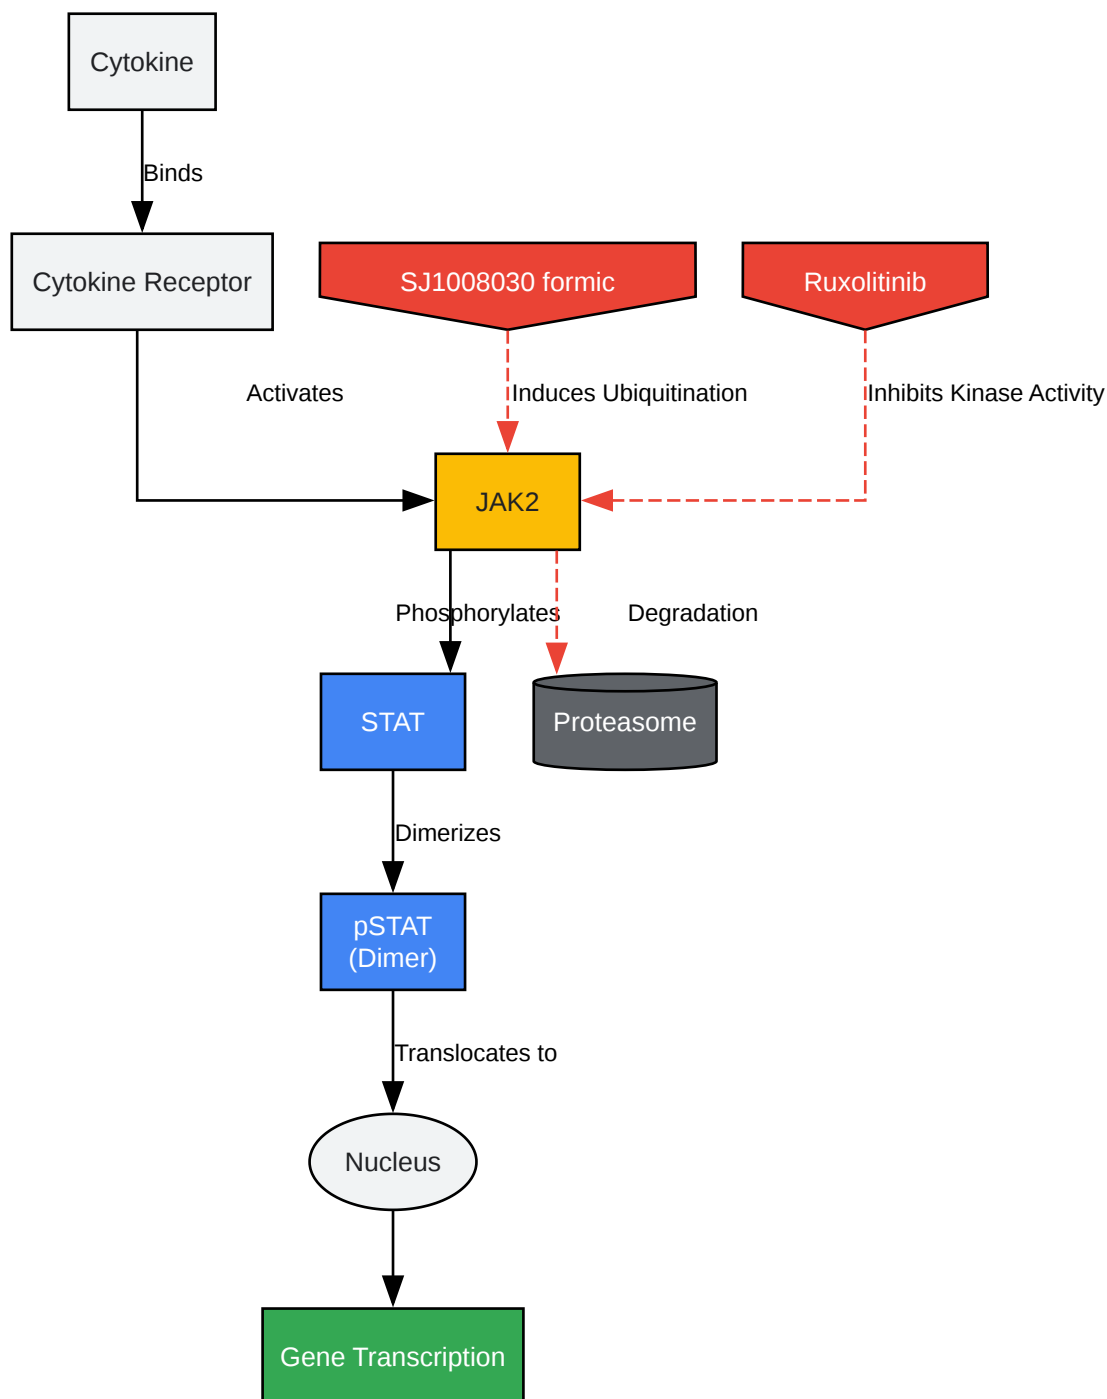 Cytokine
Binds
Cytokine Receptor
SJ1008030 formic
Ruxolitinib
Activates
Induces Ubiquitination
Inhibits Kinase Activity
JAK2
Phosphorylates
Degradation
STAT
Proteasome
Dimerizes
pSTAT
(Dimer)
Translocates to
Nucleus
Gene Transcription